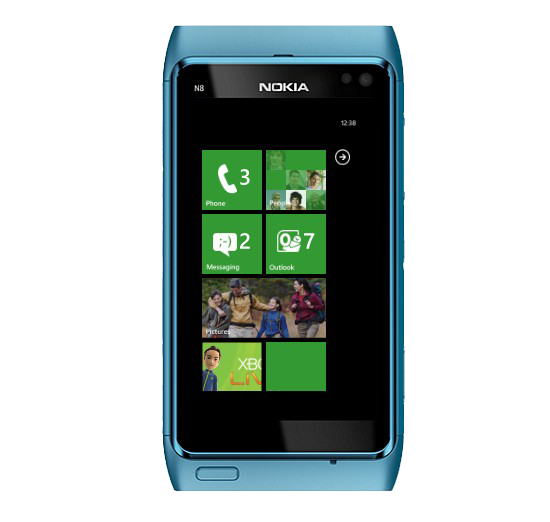 N8
NOKIA
12:38
3
Phone
People
2
Messaging
7
Outlook
Pictures
XBO
LIV